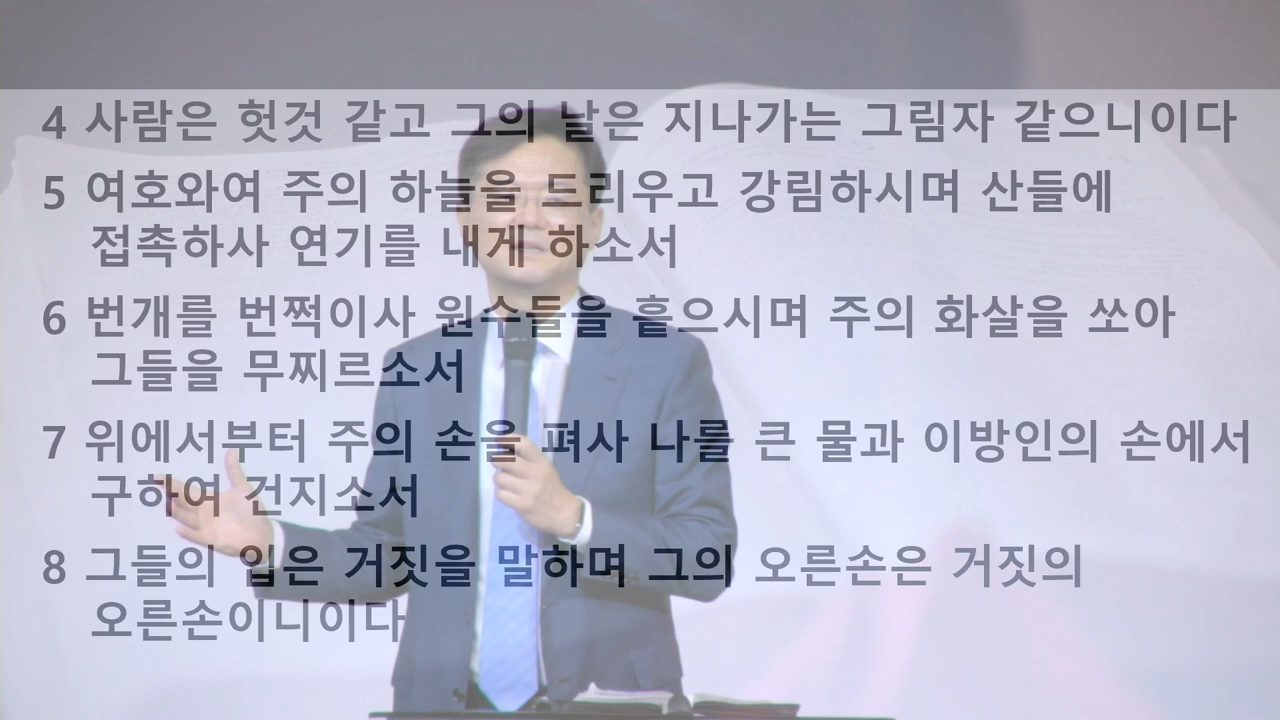 4 사람은 헛것 같고 그의 날은 지나가는 그림자 같으니이다
5 여호와여 주의 하늘을 드리우고 강림하시며 산들에
접촉하사 연기를 내게 하소서
6 번개를 번쩍이사 원수들을 흩으시며 주의 화살을 쏘아
그들을 무찌르소서
7 위에서부터 주의 손을 펴사 나를 큰 물과 이방인의 손에서
구하여 건지소서
8 그들의 입은 거짓을 말하며 그의 오른손은 거짓의
오른손이니이다